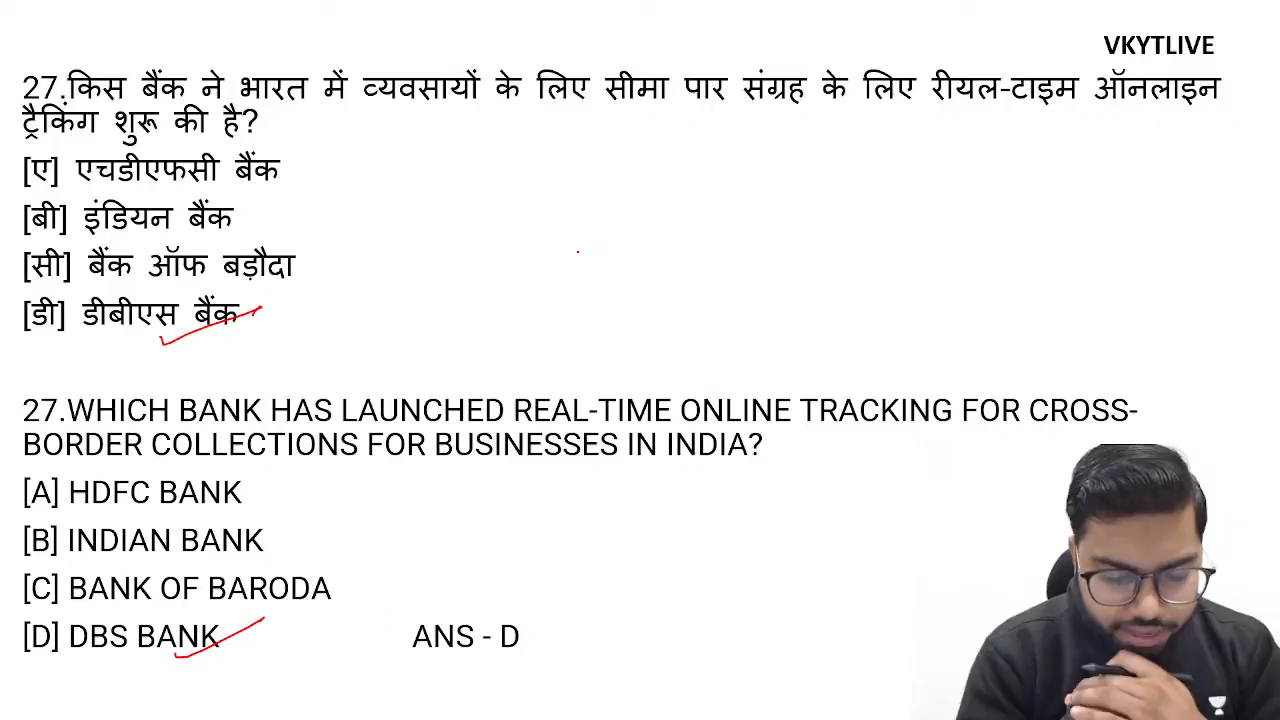 VKYTLIVE
27.किस बैंक ने भारत में व्यवसायों के लिए सीमा पार संग्रह के लिए रीयल-टाइम ऑनलाइन
ट्रैकिंग शुरू की है?
[ए] एचडीएफसी बैंक
[बी] इंडियन बैंक
[सी] बैंक ऑफ बड़ौदा
[डी] डीबीएस बैंक
27.WHICH BANK HAS LAUNCHED REAL-TIME ONLINE TRACKING FOR CROSS-
BORDER COLLECTIONS FOR BUSINESSES IN INDIA?
[A] HDFC BANK
[B] INDIAN BANK
[C] BANK OF BARODA
[D] DBS BANK ANS - D